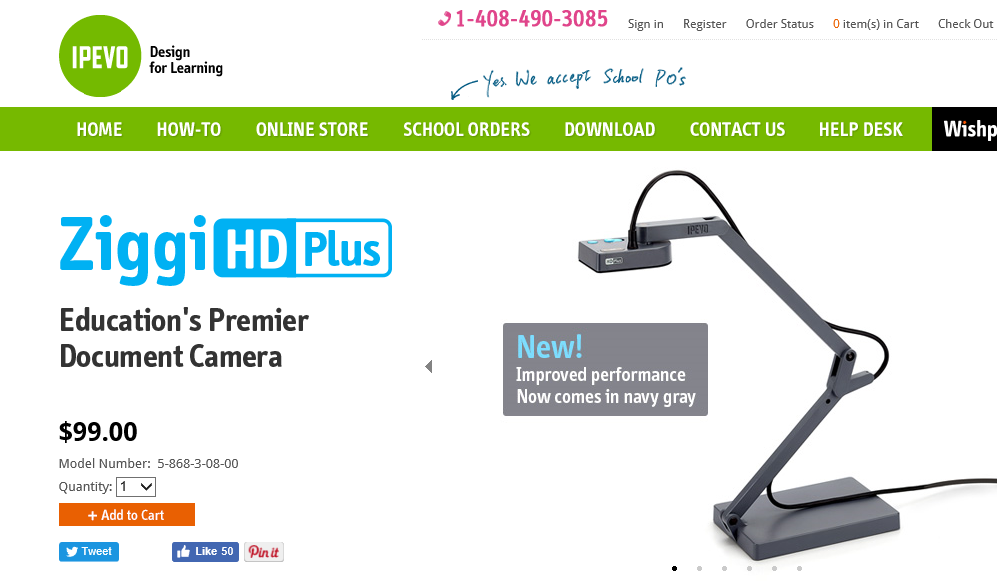 1-408-490-3085
Sign in Register Order Status 0 item(s) in Cart Check Out
IPEVO
Design
for Learning
Yes. We accept School PO's
HOME HOW-TO ONLINE STORE SCHOOL ORDERS DOWNLOAD CONTACT US HELP DESK Wishp
Ziggi HD Plus
Education's Premier
Document Camera
IPEVO
HD Plus
New!
Improved performance
Now comes in navy gray
$99.00
Model Number: 5-868-3-08-00
Quantity: 1
+ Add to Cart
Tweet Like 50 Pin it